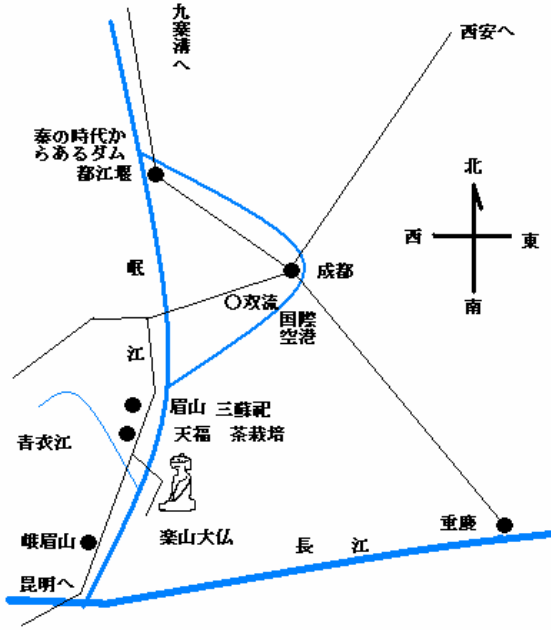 九寨溝へ
西安へ
秦の時代か
らあるダム
都江堰
北
西
東
南
岷
江
成都
双流
国際
空港
眉山 三蘇祀
天福 茶栽培
青衣江
楽山大仏
峨眉山
昆明へ
長江
重慶